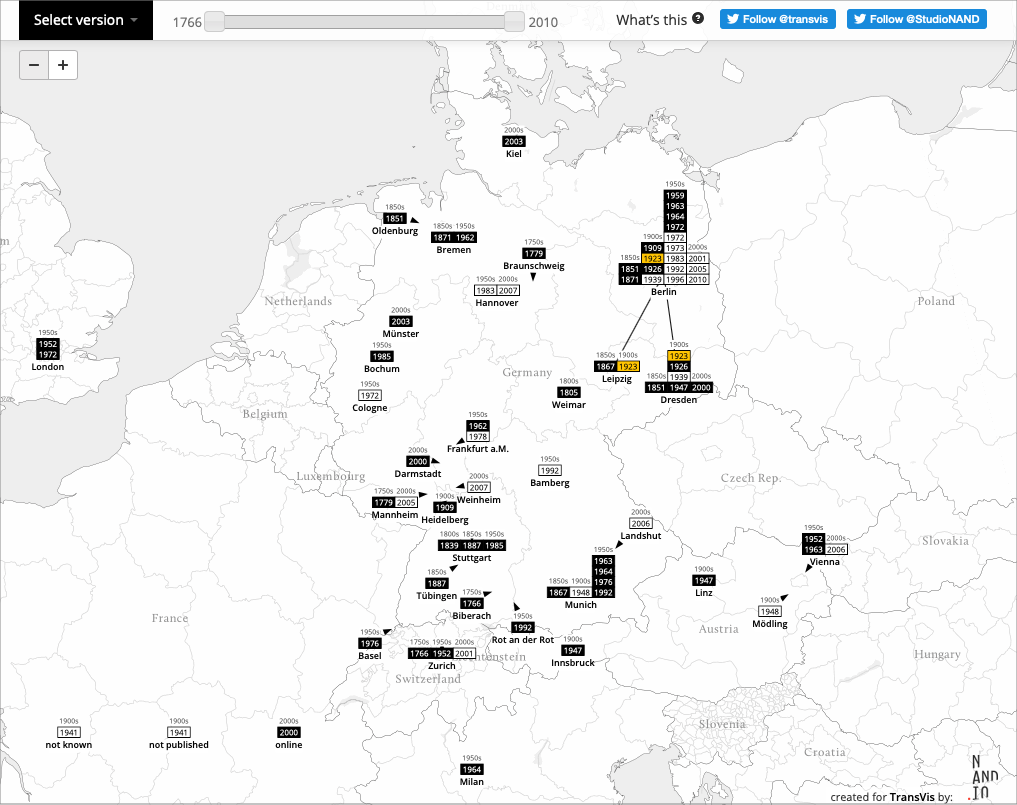 Select version
1766
2010
What's this ?
Follow @transvis
Follow @StudioNAND
−
+
2000s
2003
Kiel
1850s
1851
Oldenburg
1850s 1950s
1871 1962
Bremen
1750s
1779
Braunschweig
1950s 2000s
1983 2007
Hannover
1950s
1959
1963
1964
1972
1972
1900s
1909 1973 2000s
1850s 1923 1983 2001
1851 1926 1992 2005
1871 1939 1996 2010
Berlin
Netherlands
Poland
2000s
2003
Münster
1950s
1985
Bochum
1950s
1972
Cologne
1950s
1952
1972
London
Germany
1850s 1900s
1867 1923
Leipzig
1900s
1923
1926
1850s 1939 2000s
1851 1947 2000
Dresden
1800s
1805
Weimar
Belgium
1950s
1962
1978
Frankfurt a.M.
2000s
2000
Darmstadt
1950s
1992
Bamberg
Luxembourg
Czech Rep.
1750s 2000s
1779 2005
Mannheim
2000s
2007
Weinheim
1900s
1909
Heidelberg
2000s
2006
Landshut
1800s 1850s 1950s
1839 1887 1985
Stuttgart
1950s
1952 2000s
1963 2006
Vienna
Slovakia
1850s
1887
Tübingen
1750s
1766
Biberach
1950s
1963
1964
1850s 1900s 1976
1867 1948 1992
Munich
1900s
1947
Linz
1900s
1948
Mödling
France
1950s
1992
Rot an der Rot
Austria
1950s
1976
Basel
1750s 1950s 2000s
1766 1952 2001
Zurich
chtenstein
1900s
1947
Innsbruck
Hungary
Switzerland
1900s
1941
not known
1900s
1941
not published
2000s
2000
online
Slovenia
Croatia
1950s
1964
Milan
created for TransVis by:
N
AND
.IO